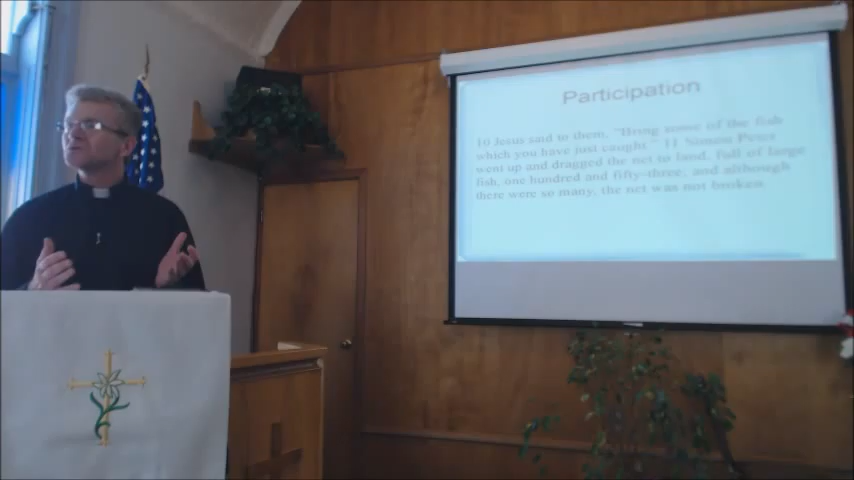 Participation
10 Jesus said to them, "Bring some of the fish
which you have just caught." 11 Simon Peter
went up and dragged the net to land, full of large
fish, one hundred and fifty-three; and although
there were so many, the net was not broken.